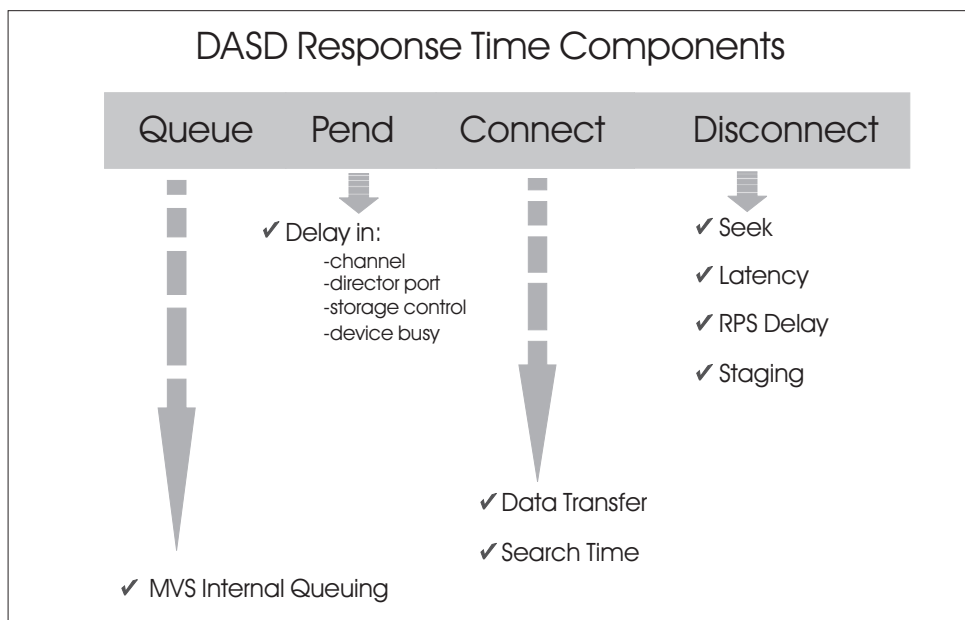 DASD Response Time Components
Queue Pend Connect Disconnect
✓ Delay in:
-channel
-director port
-storage control
-device busy
✓ Seek
✓ Latency
✓ RPS Delay
✓ Staging
✓ Data Transfer
✓ Search Time
✓ MVS Internal Queuing